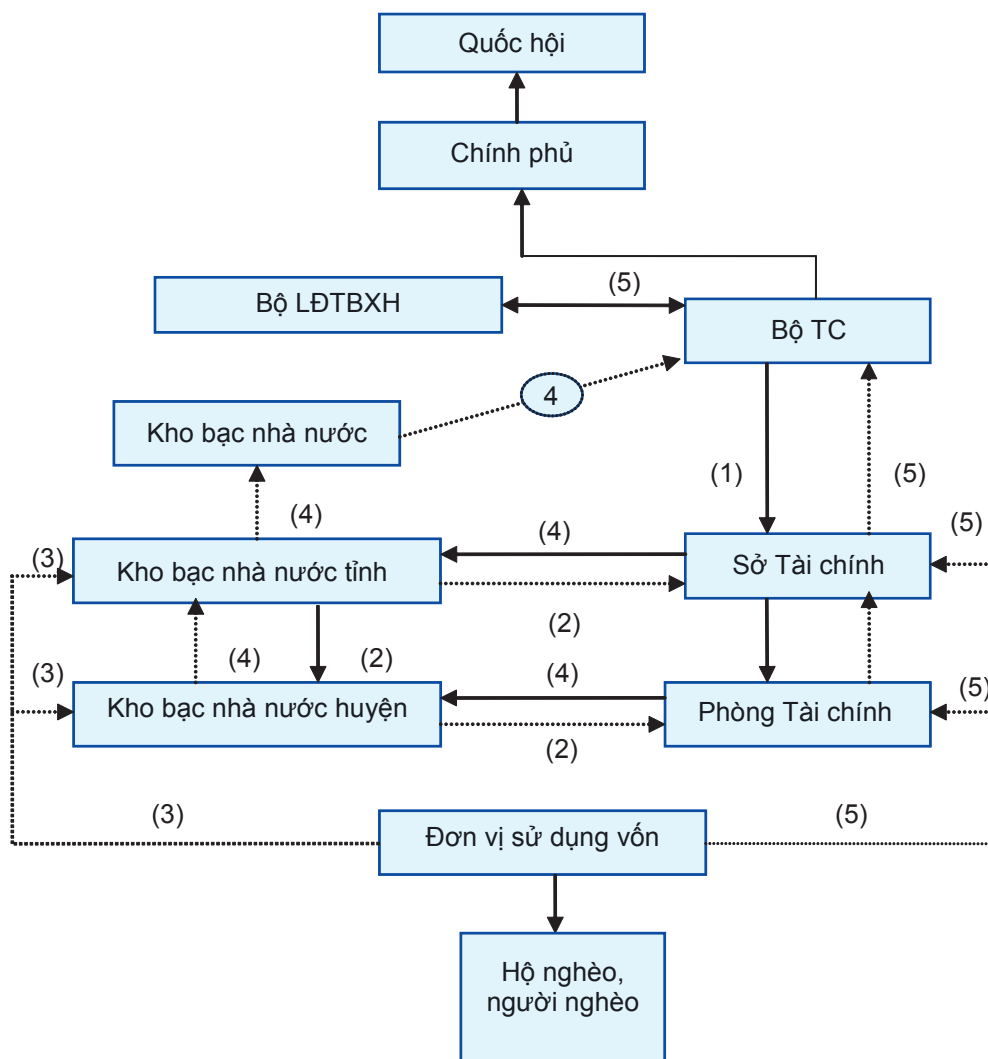 Quốc hội
Chính phủ
(5)
Bộ LĐTBXH
Bộ TC
4
Kho bạc nhà nước
(1)
(5)
(4)
(4)
(5)
(3)
Kho bạc nhà nước tỉnh
Sở Tài chính
(2)
(3)
(4)
(2)
(4)
(5)
Kho bạc nhà nước huyện
Phòng Tài chính
(2)
(3)
(5)
Đơn vị sử dụng vốn
Hộ nghèo,
người nghèo